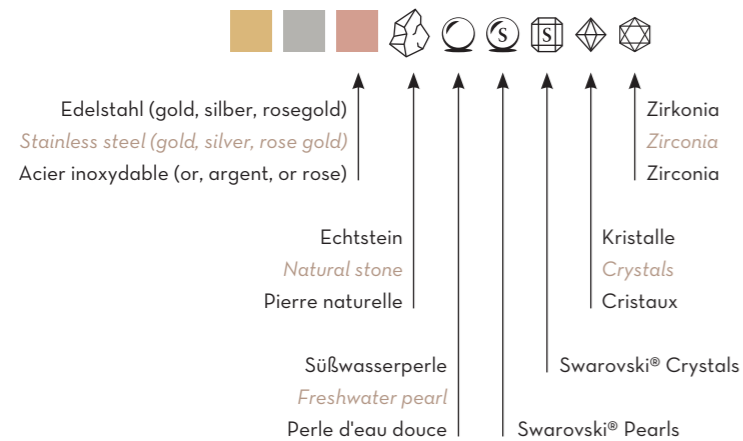 S S
Edelstahl (gold, silber, rosegold)
Stainless steel (gold, silver, rose gold)
Acier inoxydable (or, argent, or rose)
Zirkonia
Zirconia
Zirconia
Echtstein
Natural stone
Pierre naturelle
Kristalle
Crystals
Cristaux
Süßwasserperle
Freshwater pearl
Perle d'eau douce
Swarovski® Crystals
Swarovski® Pearls